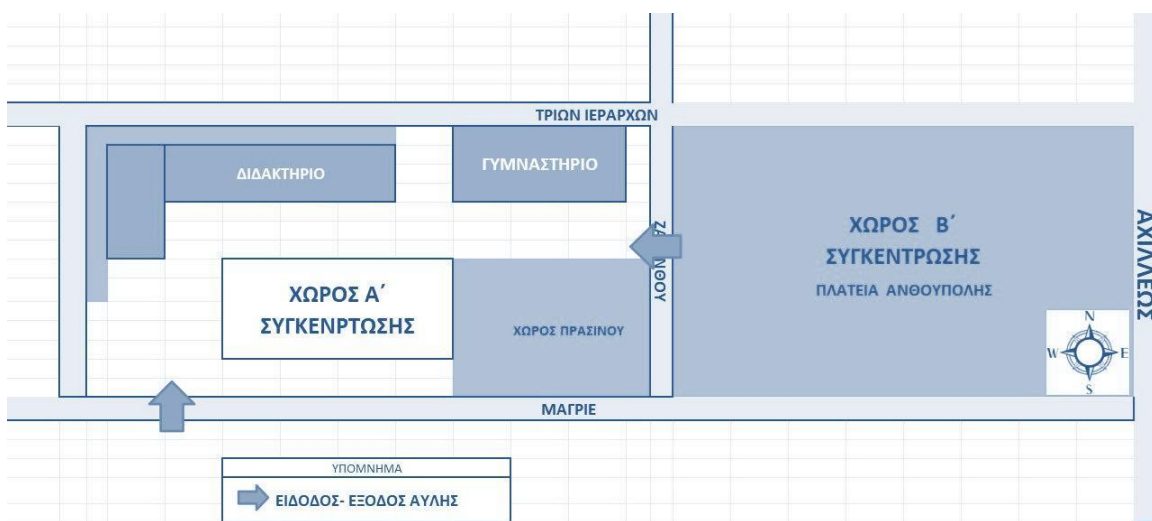 ΤΡΙΩΝ ΙΕΡΑΡΧΩΝ
ΔΙΔΑΚΤΗΡΙΟ
ΓΥΜΝΑΣΤΗΡΙΟ
ΧΩΡΟΣ Β΄
ΣΥΓΚΕΝΤΡΩΣΗΣ
ΠΛΑΤΕΙΑ ΑΝΘΟΥΠΟΛΗΣ
ΑΧΙΛΛΕΩΣ
ΧΩΡΟΣ Α΄
ΣΥΓΚΕΝΡΤΩΣΗΣ
ΧΩΡΟΣ ΠΡΑΣΙΝΟΥ
N
W E
S
ΜΑΓΡΙΕ
ΥΠΟΜΝΗΜΑ
ΕΙΔΟΔΟΣ- ΕΞΟΔΟΣ ΑΥΛΗΣ